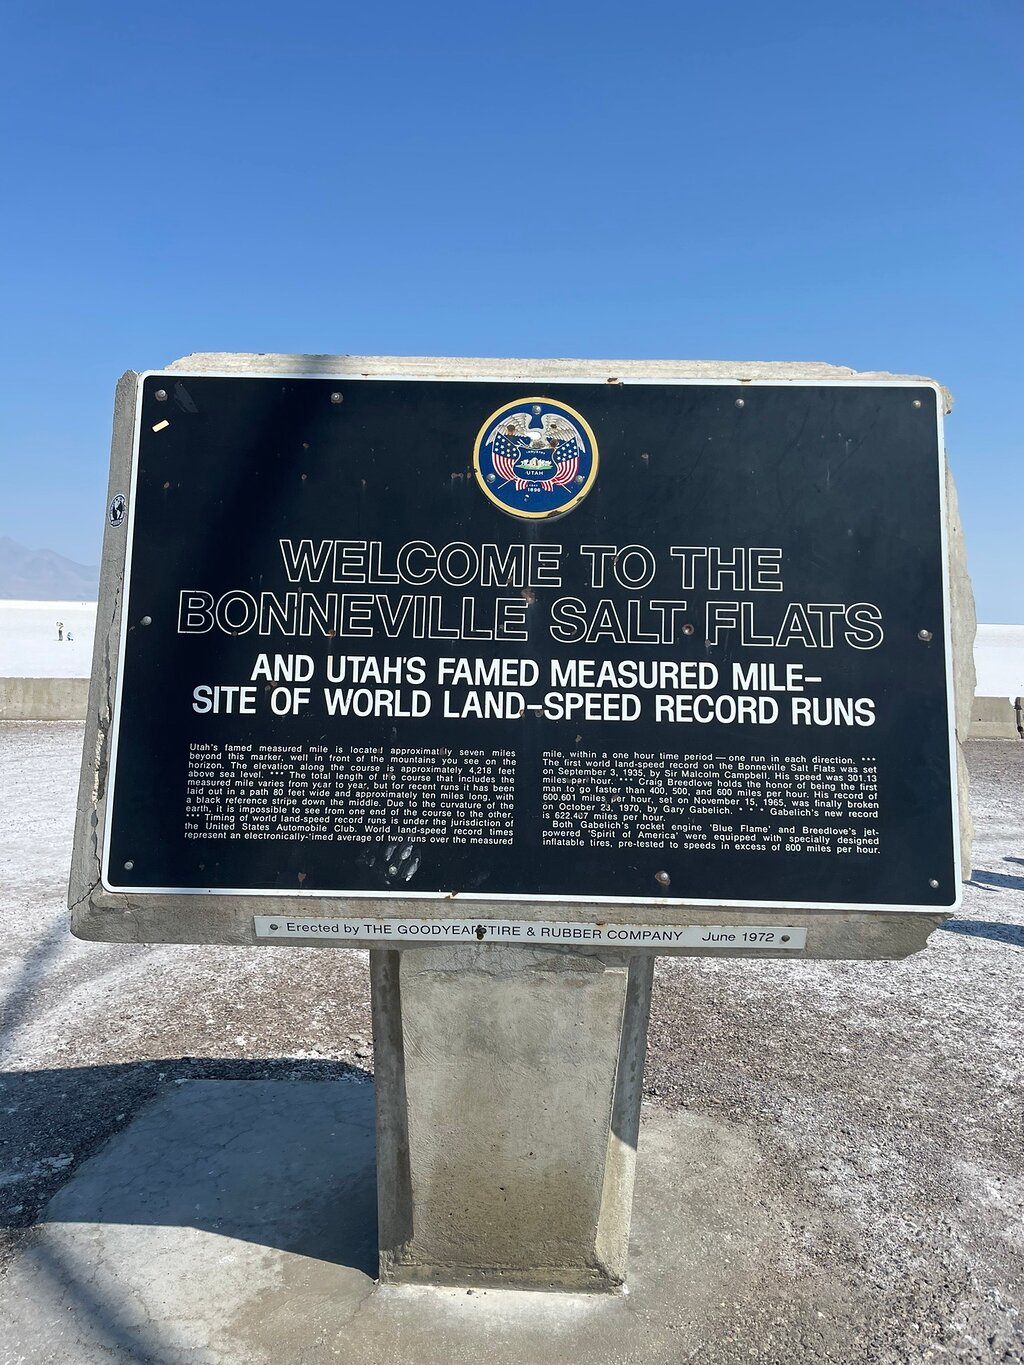 INDUSTRY
UTAH
1896
WELCOME TO THE
BONNEVILLE SALT FLATS
AND UTAH'S FAMED MEASURED MILE–
SITE OF WORLD LAND–SPEED RECORD RUNS
Utah's famed measured mile is located approximately seven miles
beyond this marker, well in front of the mountains you see on the
horizon. The elevation along the course is approximately 4,218 feet
above sea level. *** The total length of the course that includes the
measured mile varies from year to year, but for recent runs it has been
laid out in a path 80 feet wide and approximately ten miles long, with
a black reference stripe down the middle. Due to the curvature of the
earth, it is impossible to see from one end of the course to the other.
*** Timing of world land-speed record runs is under the jurisdiction of
the United States Automobile Club. World land-speed record times
represent an electronically-timed average of two runs over the measured
mile, within a one hour time period — one run in each direction. ***
The first world land-speed record on the Bonneville Salt Flats was set
on September 3, 1935, by Sir Malcolm Campbell. His speed was 301.13
miles per hour. *** Craig Breedlove holds the honor of being the first
man to go faster than 400, 500, and 600 miles per hour. His record of
600.601 miles per hour, set on November 15, 1965, was finally broken
on October 23, 1970, by Gary Gabelich. * * * Gabelich's new record
is 622.407 miles per hour.
Both Gabelich's rocket engine 'Blue Flame' and Breedlove's jet-
powered 'Spirit of America' were equipped with specially designed
inflatable tires, pre-tested to speeds in excess of 800 miles per hour.
Erected by THE GOODYEAR TIRE & RUBBER COMPANY June 1972